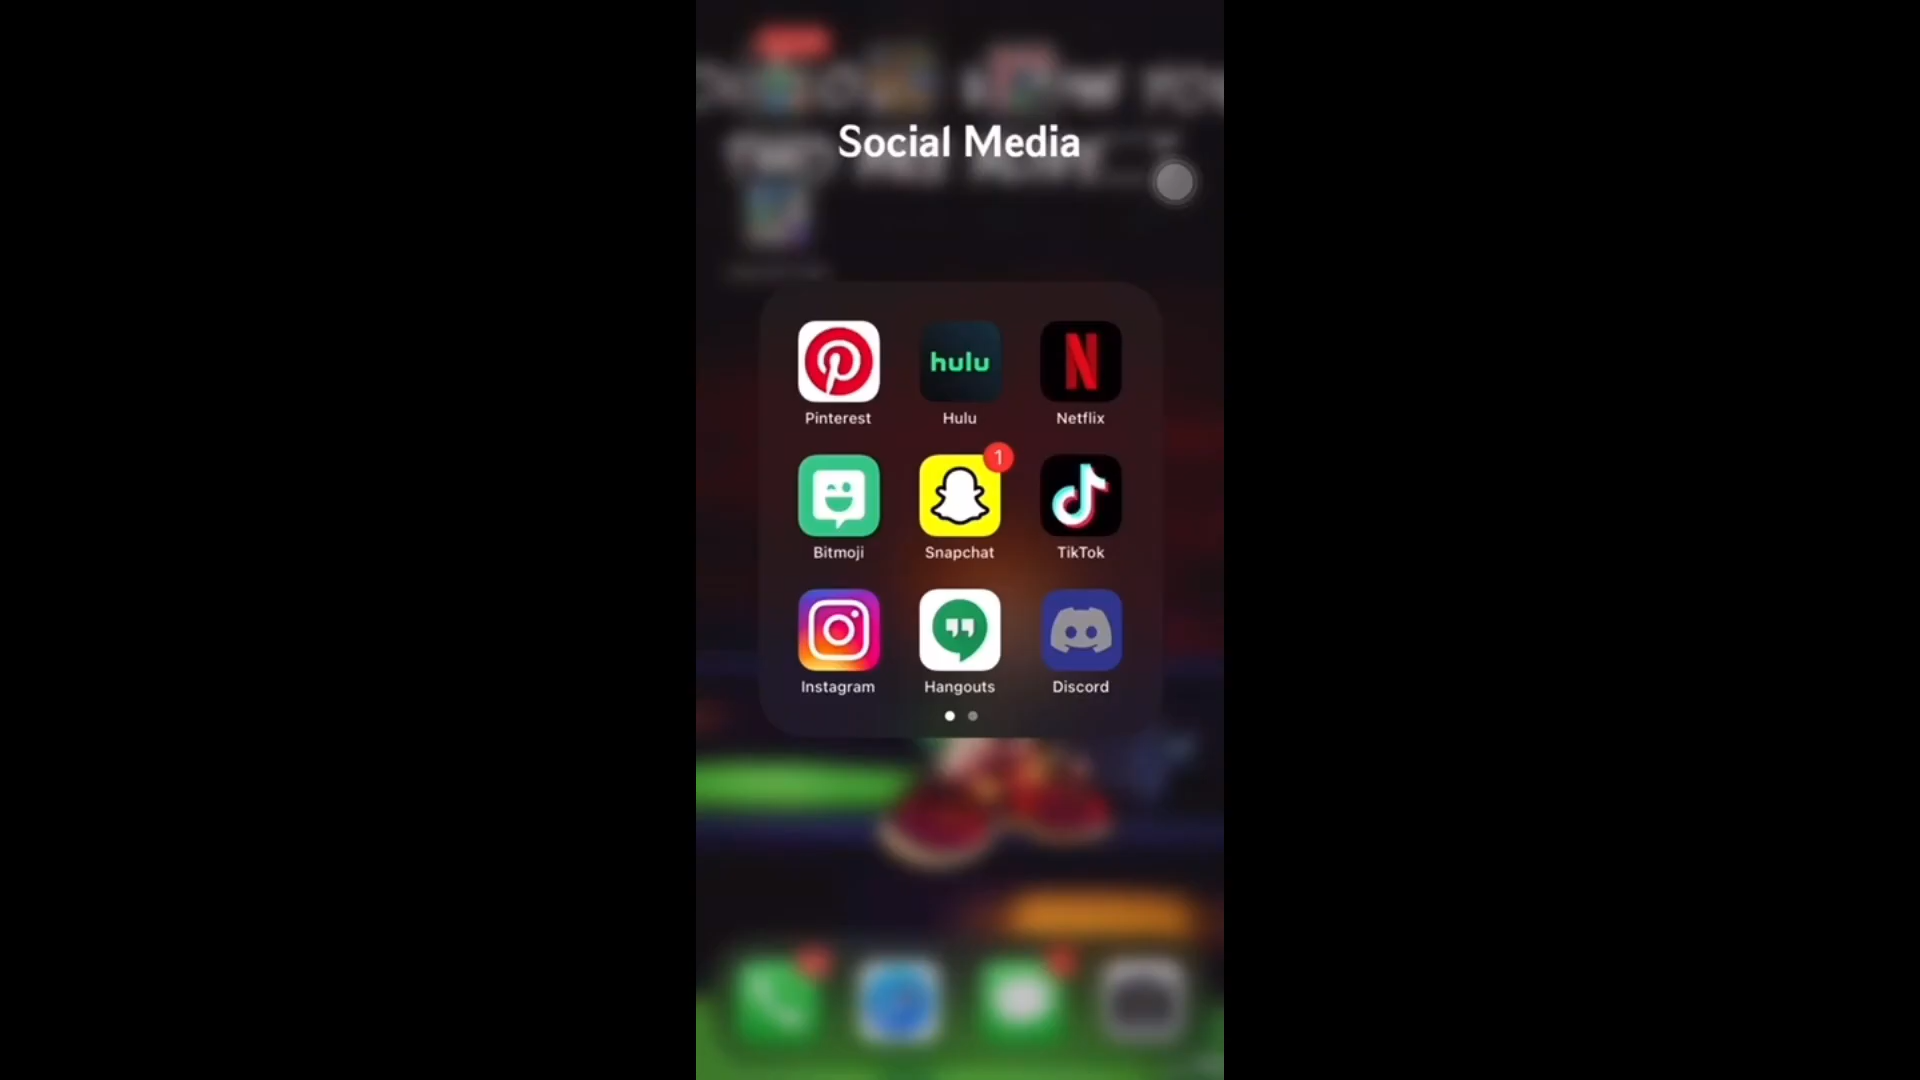 Social Media
hulu
Pinterest Hulu Netflix
1
Bitmoji Snapchat TikTok
Instagram Hangouts Discord